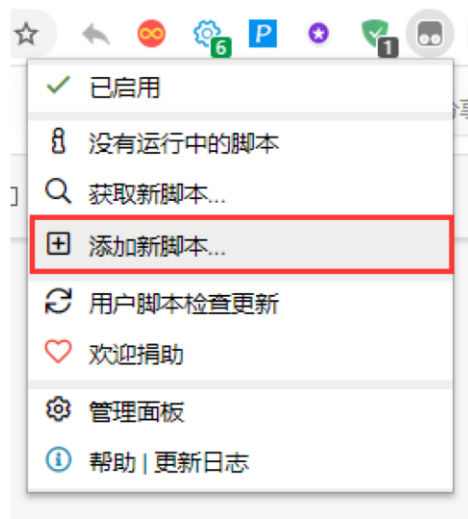 6
P
1
已启用
没有运行中的脚本
获取新脚本...
添加新脚本...
用户脚本检查更新
欢迎捐助
管理面板
帮助 | 更新日志